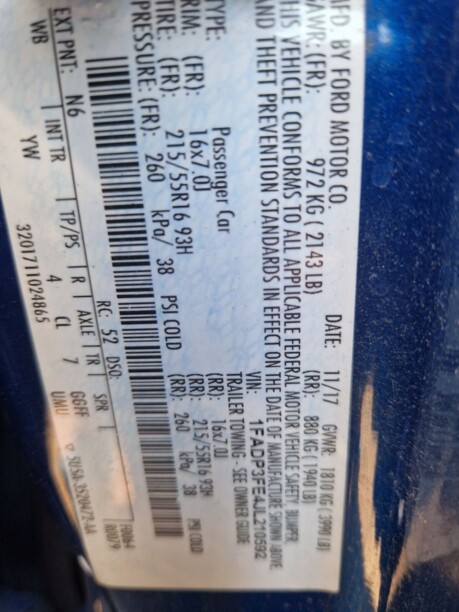 MFD. BY FORD MOTOR CO.
DATE: 11/17 GVWR: 1810 KG ( 3990 LB)
GAWR: (FR): 972 KG ( 2143 LB) (RR): 880 KG ( 1940 LB)
THIS VEHICLE CONFORMS TO ALL APPLICABLE FEDERAL MOTOR VEHICLE SAFETY, BUMPER
AND THEFT PREVENTION STANDARDS IN EFFECT ON THE DATE OF MANUFACTURE SHOWN ABOVE.
VIN: 1FADP3FE4JL210592
TYPE: Passenger Car TRAILER TOWING - SEE OWNER GUIDE
RIM: (FR): 16x7.0J (RR): 16x7.0J
TIRE: (FR): 215/55R16 93H (RR): 215/55R16 93H
PRESSURE: (FR): 260 kPa/ 38 PSI COLD (RR): 260 kPa/ 38 PSI COLD
EXT PNT: N6 RC: 52 DSO:
WB INT TR TP/PS R AXLE TR SPR
YW 4 CL 7 GGFF UMU
3201711024865